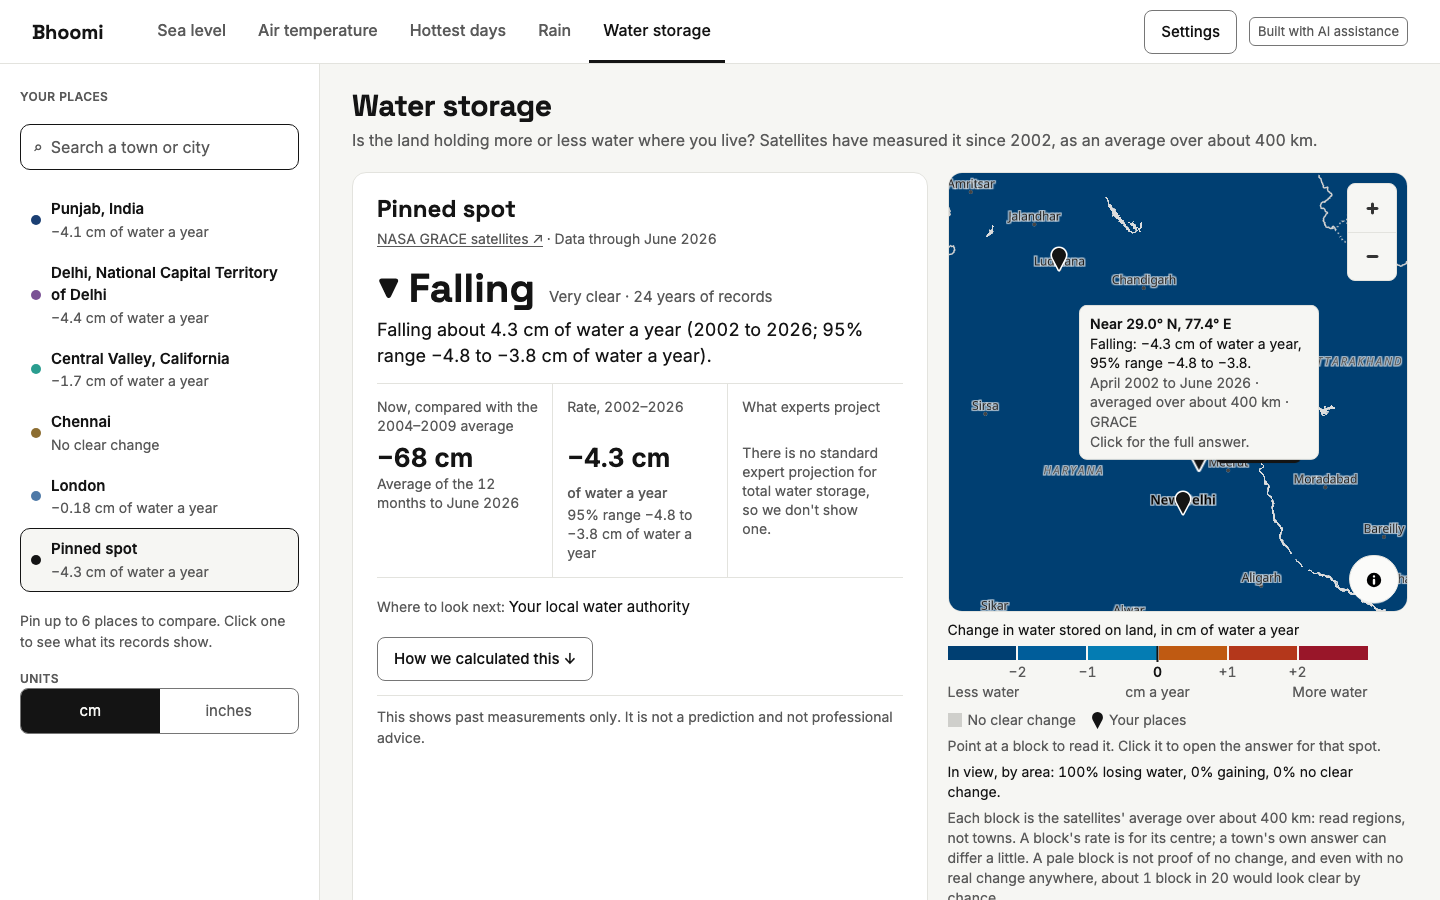 Bhoomi
Sea level
Air temperature
Hottest days
Rain
Water storage
Settings
Built with AI assistance
YOUR PLACES
Search a town or city
Punjab, India
−4.1 cm of water a year
Delhi, National Capital Territory
of Delhi
−4.4 cm of water a year
Central Valley, California
−1.7 cm of water a year
Chennai
No clear change
London
−0.18 cm of water a year
Pinned spot
−4.3 cm of water a year
Pin up to 6 places to compare. Click one
to see what its records show.
UNITS
cm
inches
Water storage
Is the land holding more or less water where you live? Satellites have measured it since 2002, as an average over about 400 km.
Pinned spot
NASA GRACE satellites ↗ · Data through June 2026
▼ Falling Very clear · 24 years of records
Falling about 4.3 cm of water a year (2002 to 2026; 95%
range −4.8 to −3.8 cm of water a year).
Now, compared with the
2004–2009 average
−68 cm
Average of the 12
months to June 2026
Rate, 2002–2026
−4.3 cm
of water a year
95% range −4.8 to
−3.8 cm of water a
year
What experts project
There is no standard
expert projection for
total water storage,
so we don't show
one.
Where to look next: Your local water authority
How we calculated this ↓
This shows past measurements only. It is not a prediction and not professional
advice.
Amritsar
Jalandhar
Chandigarh
+
−
Near 29.0° N, 77.4° E
Falling: −4.3 cm of water a year,
95% range −4.8 to −3.8.
April 2002 to June 2026 ·
averaged over about 400 km ·
GRACE
Click for the full answer.
Sirsa
HARYANA
Meerut
Moradabad
New Delhi
Bareilly
Aligarh
Sikar
Alwar
Change in water stored on land, in cm of water a year
−2
−1
0
+1
+2
Less water
cm a year
More water
No clear change
Your places
Point at a block to read it. Click it to open the answer for that spot.
In view, by area: 100% losing water, 0% gaining, 0% no clear
change.
Each block is the satellites' average over about 400 km: read regions,
not towns. A block's rate is for its centre; a town's own answer can
differ a little. A pale block is not proof of no change, and even with no
real change anywhere, about 1 block in 20 would look clear by
chance.